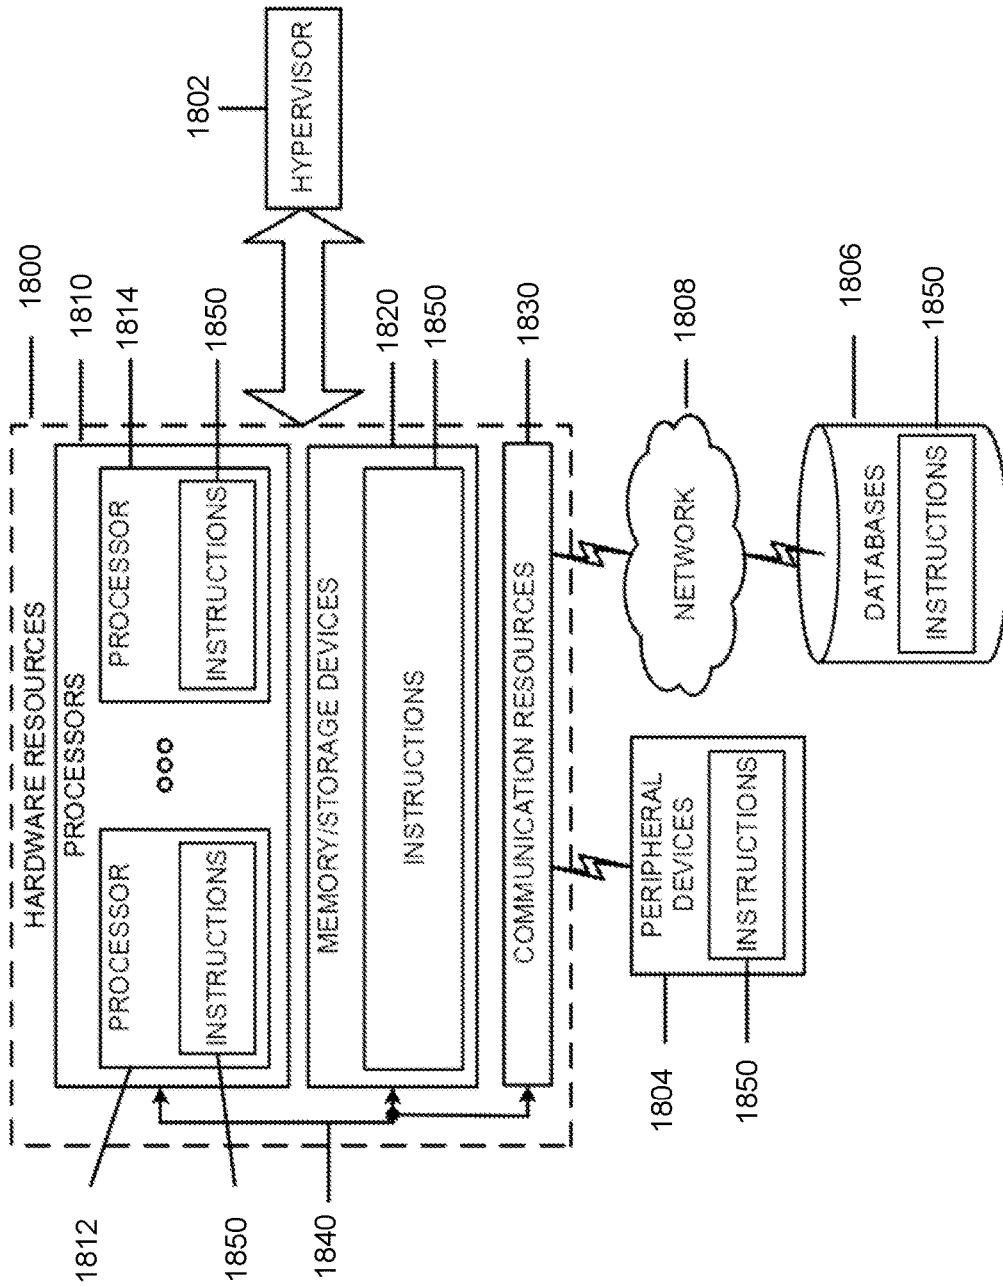 1800
HARDWARE RESOURCES
1810
PROCESSORS
1812
PROCESSOR
INSTRUCTIONS
1850
1814
PROCESSOR
INSTRUCTIONS
1850
1802
HYPERVISOR
1820
MEMORY/STORAGE DEVICES
INSTRUCTIONS
1850
1840
COMMUNICATION RESOURCES
1830
1804
PERIPHERAL
DEVICES
INSTRUCTIONS
1850
NETWORK
1808
DATABASES
1806
INSTRUCTIONS
1850